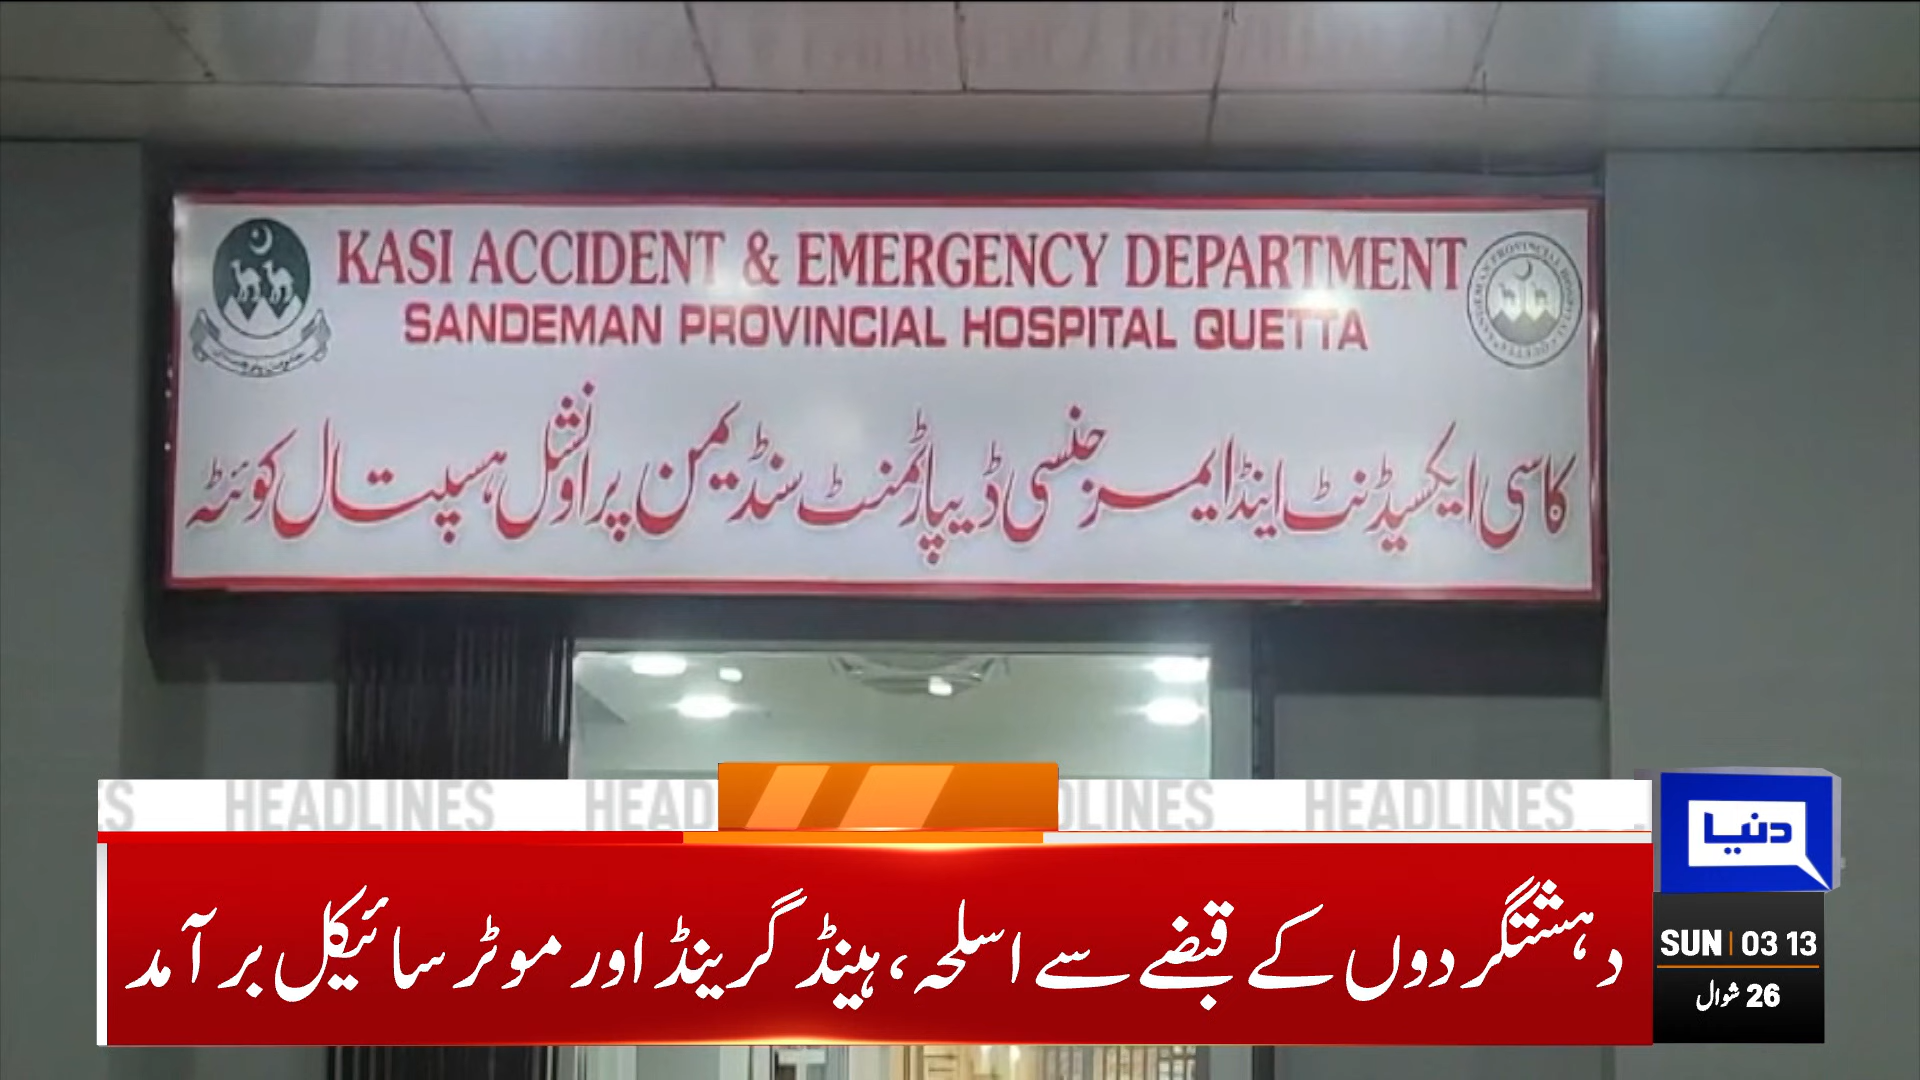 KASI ACCIDENT & EMERGENCY DEPARTMENT
SANDEMAN PROVINCIAL HOSPITAL QUETTA
کاسی ایکسیڈنٹ اینڈ ایمرجنسی ڈیپارٹمنٹ سنڈیمن پراونشل ہسپتال کوئٹہ
HEADLINES HEADLINES
دنیا
دہشتگردوں کے قبضے سے اسلحہ، ہینڈ گرینڈ اور موٹر سائیکل برآمد
SUN | 03 13
26 شوال